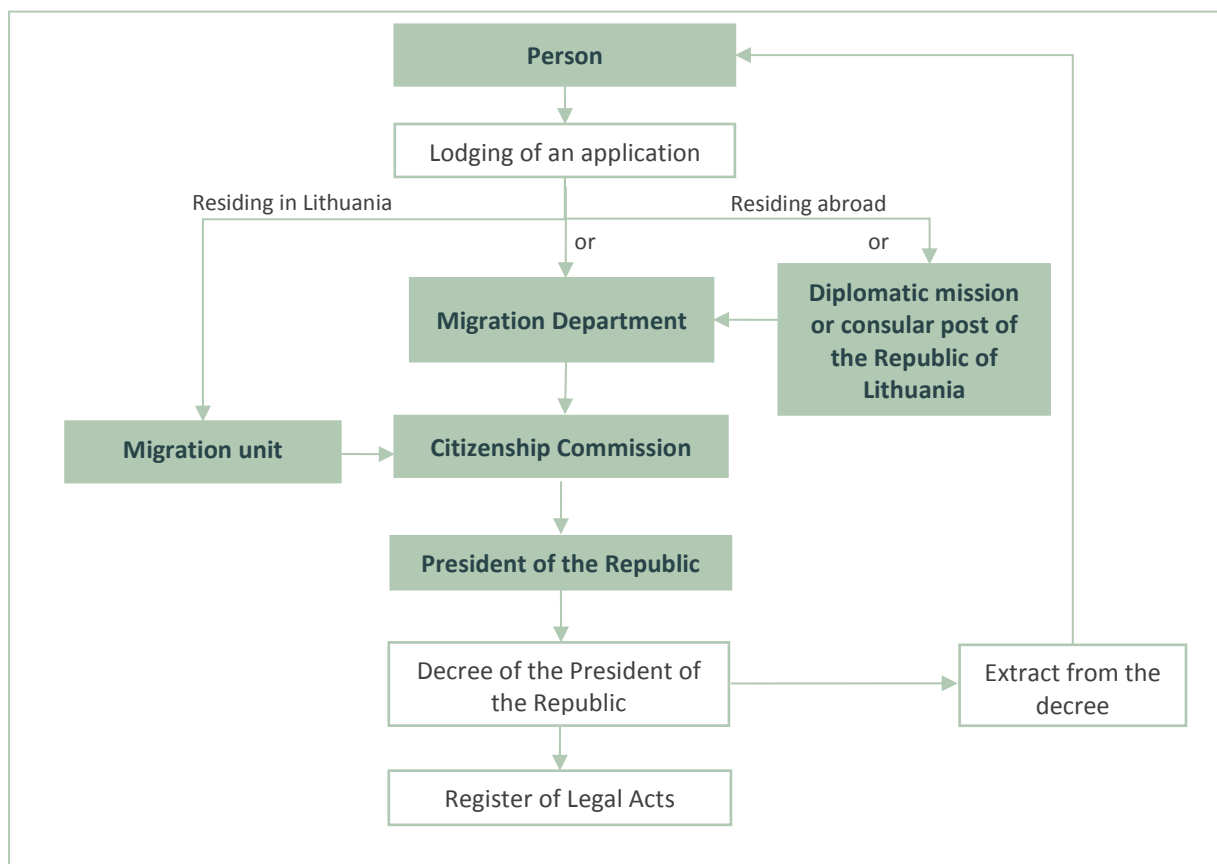 Person
Lodging of an application
Residing in Lithuania
Residing abroad
or
or
Migration Department
Diplomatic mission
or consular post of
the Republic of
Lithuania
Migration unit
Citizenship Commission
President of the Republic
Decree of the President of
the Republic
Extract from the
decree
Register of Legal Acts